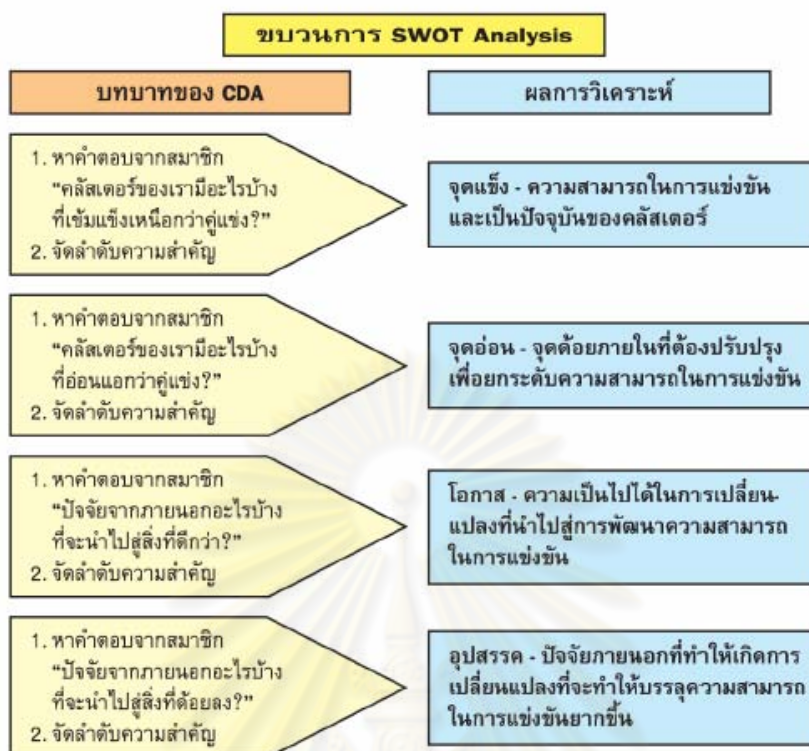 ขบวนการ SWOT Analysis
บทบาทของ CDA
ผลการวิเคราะห์
1. หาคำตอบจากสมาชิก
“คลัสเตอร์ของเรามีอะไรบ้าง
ที่เข้มแข็งเหนือกว่าคู่แข่ง?”
2. จัดลำดับความสำคัญ
จุดแข็ง - ความสามารถในการแข่งขัน
และเป็นปัจจุบันของคลัสเตอร์
1. หาคำตอบจากสมาชิก
“คลัสเตอร์ของเรามีอะไรบ้าง
ที่อ่อนแอกว่าคู่แข่ง?”
2. จัดลำดับความสำคัญ
จุดอ่อน - จุดด้อยภายในที่ต้องปรับปรุง
เพื่อยกระดับความสามารถในการแข่งขัน
1. หาคำตอบจากสมาชิก
“ปัจจัยจากภายนอกอะไรบ้าง
ที่จะนำไปสู่สิ่งที่ดีกว่า?”
2. จัดลำดับความสำคัญ
โอกาส - ความเป็นไปได้ในการเปลี่ยน-
แปลงที่นำไปสู่การพัฒนาความสามารถ
ในการแข่งขัน
1. หาคำตอบจากสมาชิก
“ปัจจัยจากภายนอกอะไรบ้าง
ที่จะนำไปสู่สิ่งที่ด้อยลง?”
2. จัดลำดับความสำคัญ
อุปสรรค - ปัจจัยภายนอกที่ทำให้เกิดการ
เปลี่ยนแปลงที่จะทำให้บรรลุความสามารถ
ในการแข่งขันยากขึ้น